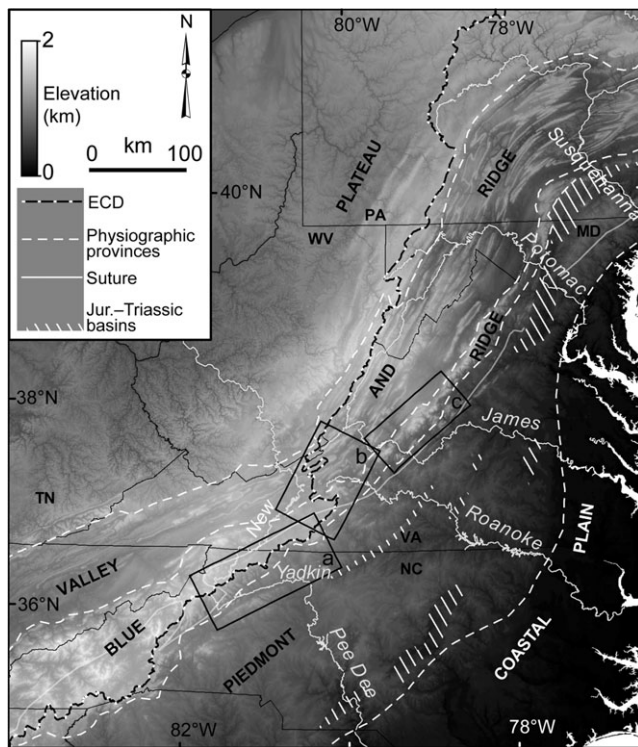 80°W
78°W
N
2
Elevation
(km)
0
km
0 100
ECD
Physiographic
provinces
Suture
Jur.–Triassic
basins
40°N
PLATEAU
PA
WV
RIDGE
Susquehanna
MD
Potomac
AND
RIDGE
38°N
c
James
b
TN
New
Roanoke
PLAIN
VA
NC
a
VALLEY
Yadkin
36°N
BLUE
PIEDMONT
Pee Dee
COASTAL
82°W
78°W